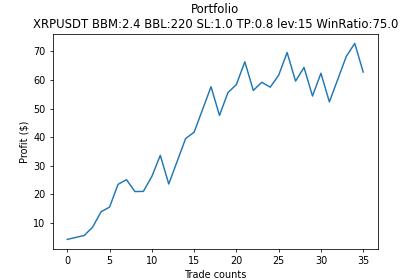 Portfolio
XRPUSDT BBM:2.4 BBL:220 SL:1.0 TP:0.8 lev:15 WinRatio:75.0
70
60
50
40
30
20
10
Profit ($)
0 5 10 15 20 25 30 35
Trade counts